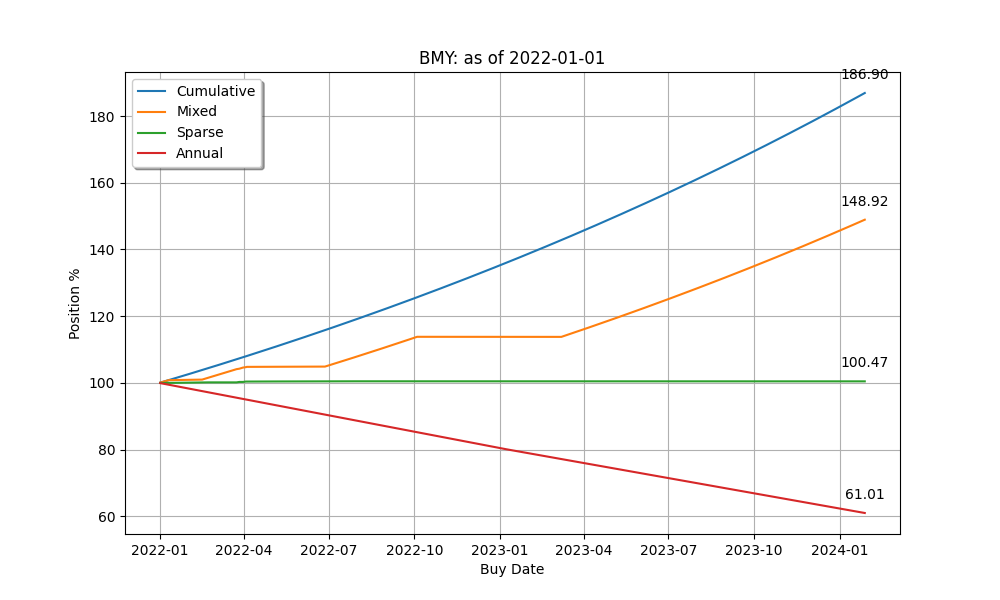 BMY: as of 2022-01-01
186.90
Cumulative
Mixed
Sparse
Annual
180
160
148.92
140
120
100.47
100
80
61.01
60
Position %
2022-01 2022-04 2022-07 2022-10 2023-01 2023-04 2023-07 2023-10 2024-01
Buy Date